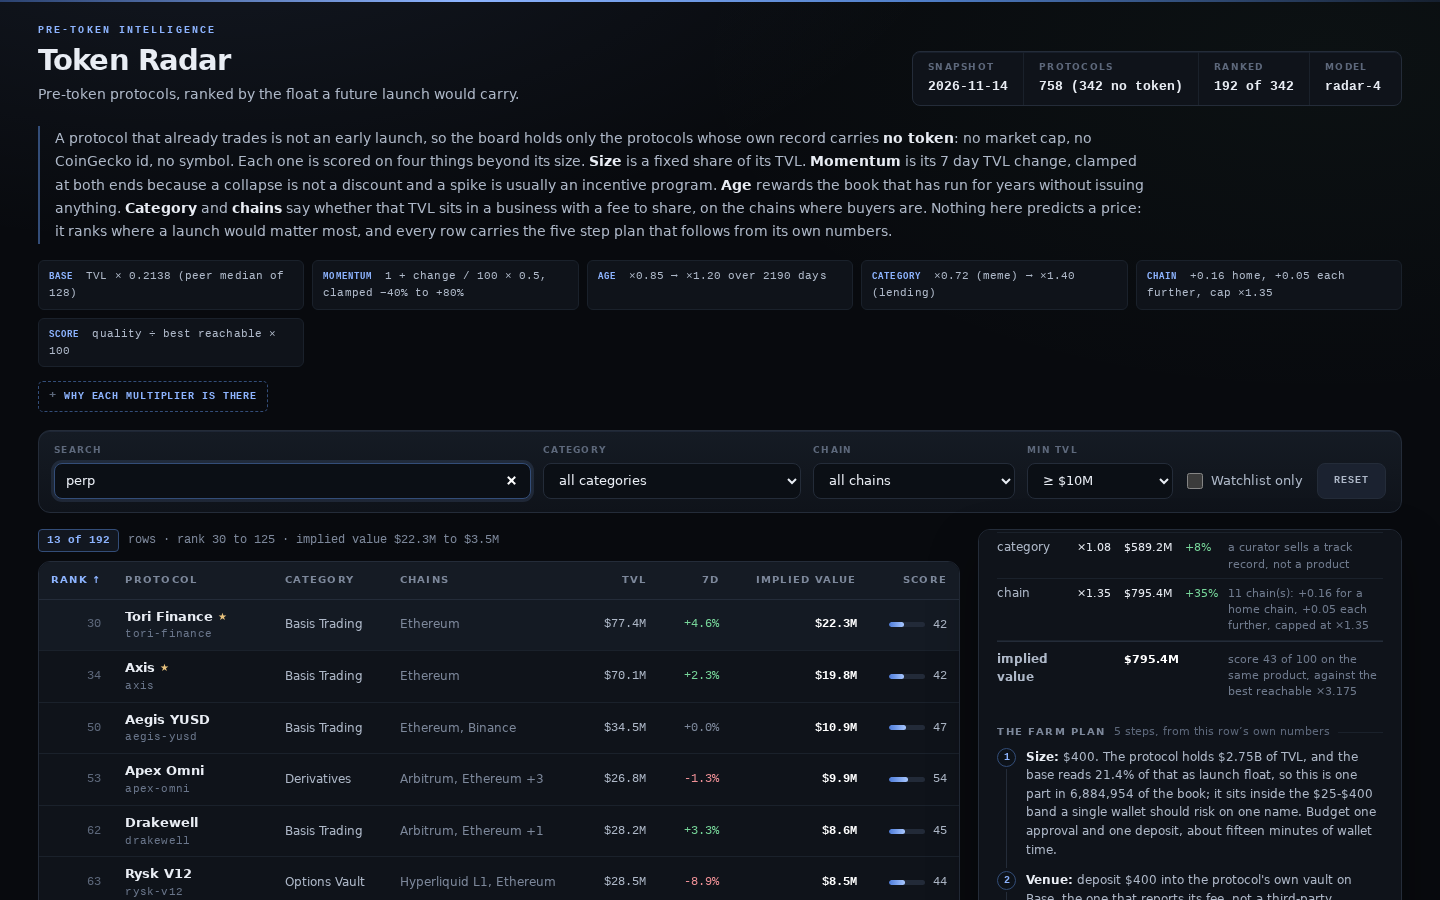 PRE-TOKEN INTELLIGENCE
Token Radar
Pre-token protocols, ranked by the float a future launch would carry.
SNAPSHOT
2026-11-14
PROTOCOLS
758 (342 no token)
RANKED
192 of 342
MODEL
radar-4
A protocol that already trades is not an early launch, so the board holds only the protocols whose own record carries no token: no market cap, no
CoinGecko id, no symbol. Each one is scored on four things beyond its size. Size is a fixed share of its TVL. Momentum is its 7 day TVL change, clamped
at both ends because a collapse is not a discount and a spike is usually an incentive program. Age rewards the book that has run for years without issuing
anything. Category and chains say whether that TVL sits in a business with a fee to share, on the chains where buyers are. Nothing here predicts a price:
it ranks where a launch would matter most, and every row carries the five step plan that follows from its own numbers.
BASE TVL × 0.2138 (peer median of
128)
MOMENTUM 1 + change / 100 × 0.5,
clamped −40% to +80%
AGE ×0.85 → ×1.20 over 2190 days
CATEGORY ×0.72 (meme) → ×1.40
(lending)
CHAIN +0.16 home, +0.05 each
further, cap ×1.35
SCORE quality ÷ best reachable ×
100
+ WHY EACH MULTIPLIER IS THERE
SEARCH
perp ×
CATEGORY
all categories
CHAIN
all chains
MIN TVL
≥ $10M
Watchlist only
RESET
13 of 192 rows · rank 30 to 125 · implied value $22.3M to $3.5M
RANK ↑ PROTOCOL CATEGORY CHAINS TVL 7D IMPLIED VALUE SCORE
30 Tori Finance ★ Basis Trading Ethereum $77.4M +4.6% $22.3M 42
tori-finance
34 Axis ★ Basis Trading Ethereum $70.1M +2.3% $19.8M 42
axis
50 Aegis YUSD Basis Trading Ethereum, Binance $34.5M +0.0% $10.9M 47
aegis-yusd
53 Apex Omni Derivatives Arbitrum, Ethereum +3 $26.8M -1.3% $9.9M 54
apex-omni
62 Drakewell Basis Trading Arbitrum, Ethereum +1 $28.2M +3.3% $8.6M 45
drakewell
63 Rysk V12 Options Vault Hyperliquid L1, Ethereum $28.5M -8.9% $8.5M 44
rysk-v12
category ×1.08 $589.2M +8% a curator sells a track
record, not a product
chain ×1.35 $795.4M +35% 11 chain(s): +0.16 for a
home chain, +0.05 each
further, capped at ×1.35
implied
value
$795.4M
score 43 of 100 on the
same product, against the
best reachable ×3.175
THE FARM PLAN 5 steps, from this row's own numbers
1 Size: $400. The protocol holds $2.75B of TVL, and the
base reads 21.4% of that as launch float, so this is one
part in 6,884,954 of the book; it sits inside the $25-$400
band a single wallet should risk on one name. Budget one
approval and one deposit, about fifteen minutes of wallet
time.
2 Venue: deposit $400 into the protocol's own vault on
Base, the one that reports its fee, not a third-party